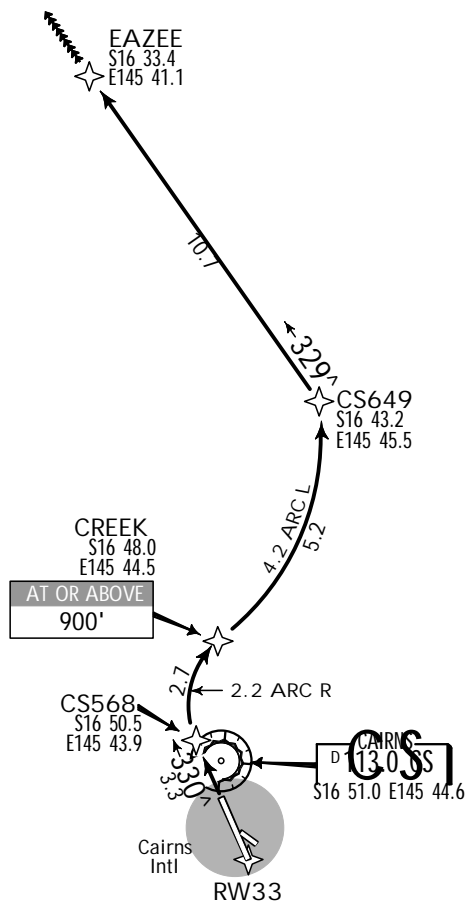 EAZEE
S16 33.4
E145 41.1
10.7
329^
CS649
S16 43.2
E145 45.5
4.2 ARC L
5.2
CREEK
S16 48.0
E145 44.5
AT OR ABOVE
900'
2.7
2.2 ARC R
CS568
S16 50.5
E145 43.9
330^
3.3
CAIRNS
D 113.0 CS
CS
S16 51.0 E145 44.6
Cairns
Intl
RW33